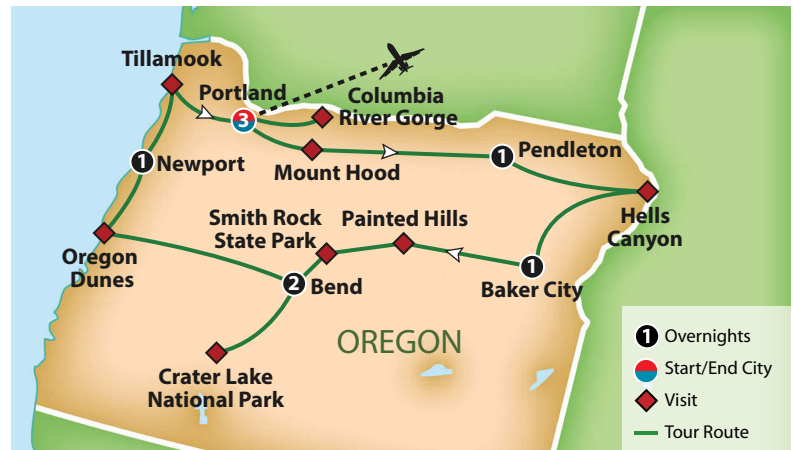 Tillamook
Portland
3
Columbia
River Gorge
1
Newport
Mount Hood
1
Pendleton
Hells
Canyon
Smith Rock
State Park
Painted Hills
Oregon
Dunes
2
Bend
1
Baker City
OREGON
Crater Lake
National Park
1 Overnights
Start/End City
Visit
Tour Route